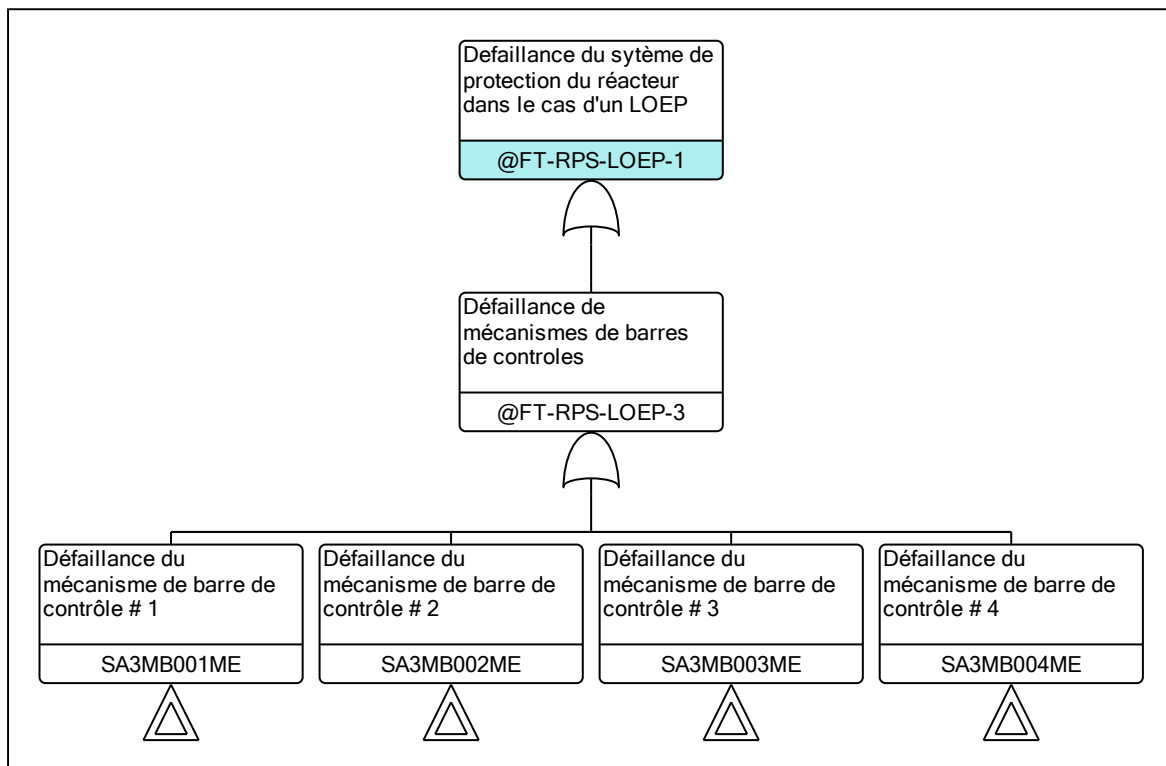 Defaillance du sytème de
protection du réacteur
dans le cas d'un LOEP
@FT-RPS-LOEP-1
Défaillance de
mécanismes de barres
de controles
@FT-RPS-LOEP-3
Défaillance du
mécanisme de barre de
contrôle # 1
SA3MB001ME
Défaillance du
mécanisme de barre de
contrôle # 2
SA3MB002ME
Défaillance du
mécanisme de barre de
contrôle # 3
SA3MB003ME
Défaillance du
mécanisme de barre de
contrôle # 4
SA3MB004ME